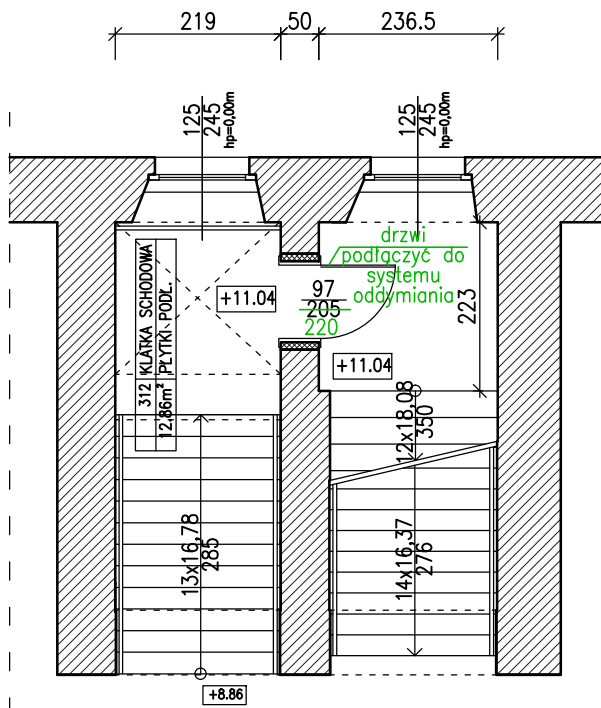 219
50
236.5
125
245
hp=0,00m
125
245
hp=0,00m
drzwi
podłączyć do
systemu
oddymiania
97
205
220
+11.04
+11.04
223
312 KLATKA SCHODOWA
12.86m² PŁYTKI PODŁ.
12x18,08
350
13x16,78
285
14x16,37
276
+8.86